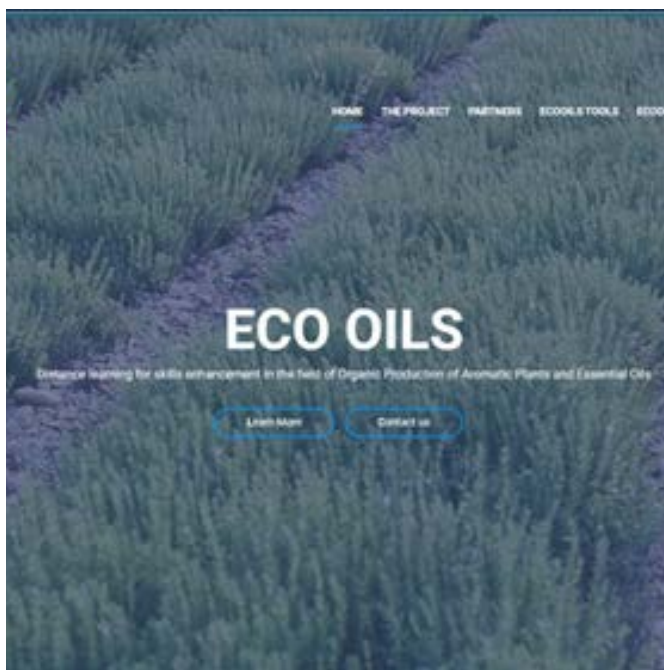 HOME THE PROJECT PARTNERS ECOOILS TOOLS ECOO
ECO OILS
Distance learning for skills enhancement in the field of Organic Production of Aromatic Plants and Essential Oils
Learn More Contact us